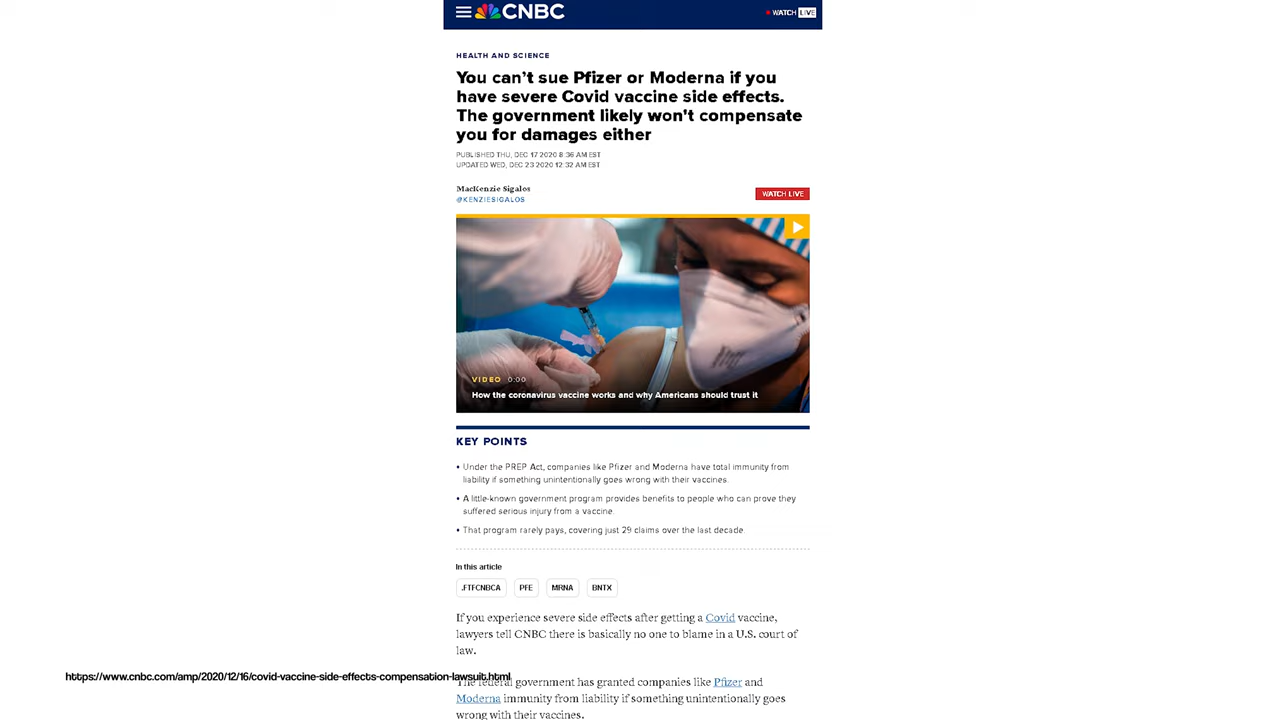 CNBC
WATCH LIVE
HEALTH AND SCIENCE
You can't sue Pfizer or Moderna if you
have severe Covid vaccine side effects.
The government likely won't compensate
you for damages either
PUBLISHED THU, DEC 17 2020 8:36 AM EST
UPDATED WED, DEC 23 2020 12:32 AM EST
MacKenzie Sigalos
@KENZIESIGALOS
WATCH LIVE
VIDEO 0:00
How the coronavirus vaccine works and why Americans should trust it
KEY POINTS
• Under the PREP Act, companies like Pfizer and Moderna have total immunity from
liability if something unintentionally goes wrong with their vaccines.
• A little-known government program provides benefits to people who can prove they
suffered serious injury from a vaccine.
• That program rarely pays, covering just 29 claims over the last decade.
In this article
.FTFCNBCA PFE MRNA BNTX
If you experience severe side effects after getting a Covid vaccine,
lawyers tell CNBC there is basically no one to blame in a U.S. court of
law.
https://www.cnbc.com/amp/2020/12/16/covid-vaccine-side-effects-compensation-lawsuit.html
The federal government has granted companies like Pfizer and
Moderna immunity from liability if something unintentionally goes
wrong with their vaccines.